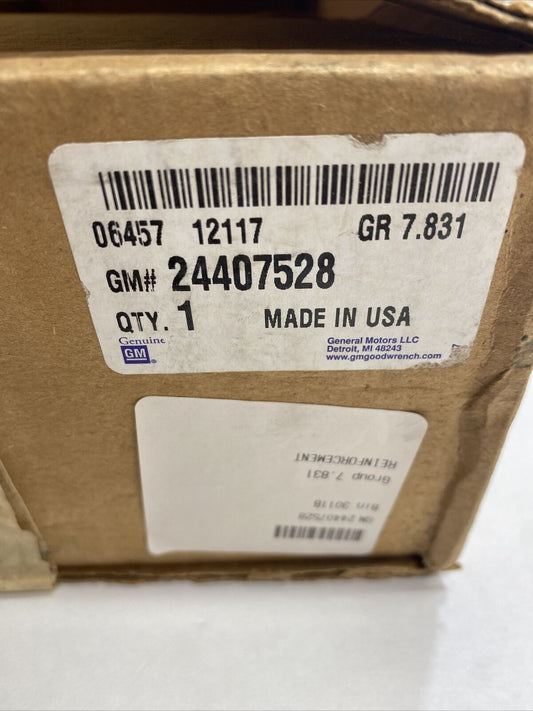 06457 12117 GR 7.831
GM# 24407528
QTY. 1 MADE IN USA
Genuine
GM
General Motors LLC
Detroit, MI 48243
www.gmgoodwrench.com
GM 24407528
Bin 3011B
Group 7.831
REINFORCEMENT